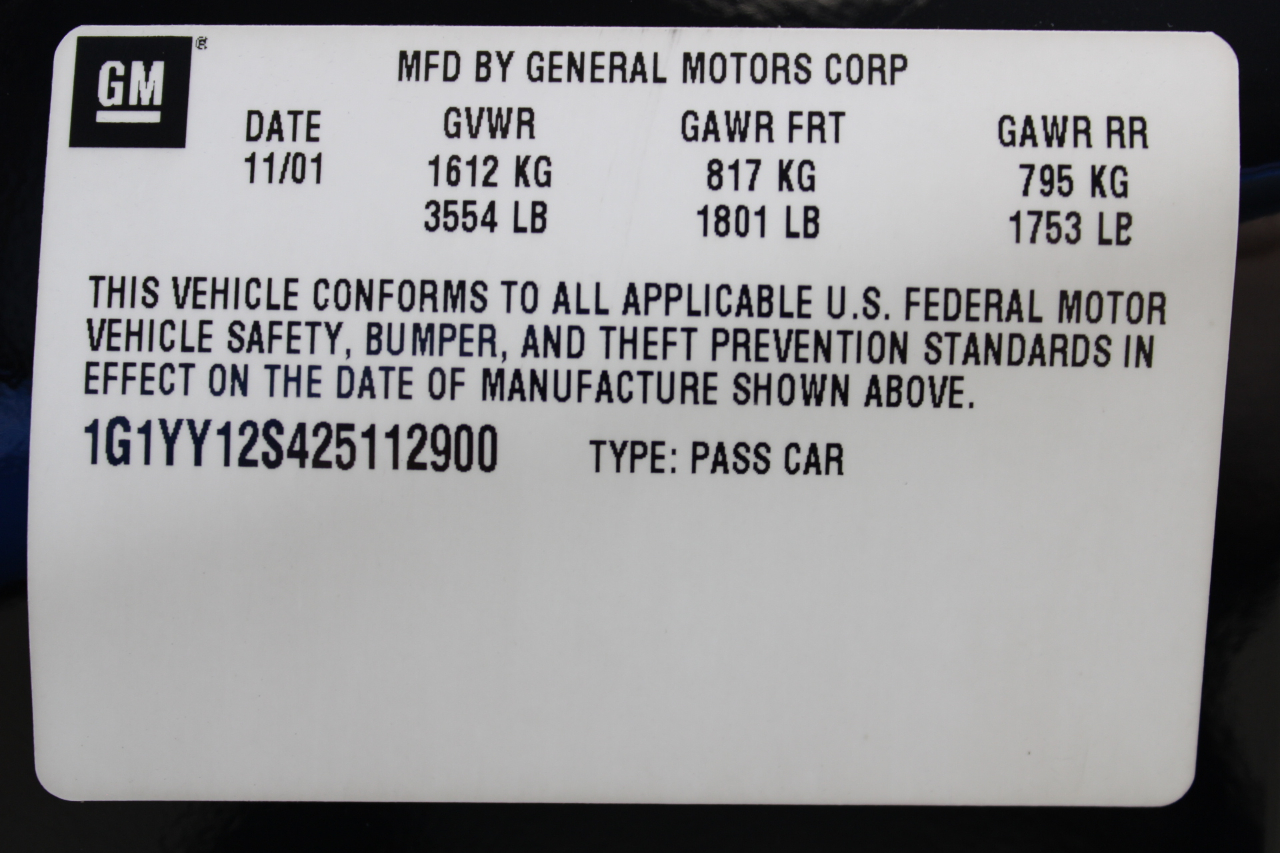 GM ®
MFD BY GENERAL MOTORS CORP
DATE GVWR GAWR FRT GAWR RR
11/01 1612 KG 817 KG 795 KG
3554 LB 1801 LB 1753 LB
THIS VEHICLE CONFORMS TO ALL APPLICABLE U.S. FEDERAL MOTOR
VEHICLE SAFETY, BUMPER, AND THEFT PREVENTION STANDARDS IN
EFFECT ON THE DATE OF MANUFACTURE SHOWN ABOVE.
1G1YY12S425112900 TYPE: PASS CAR